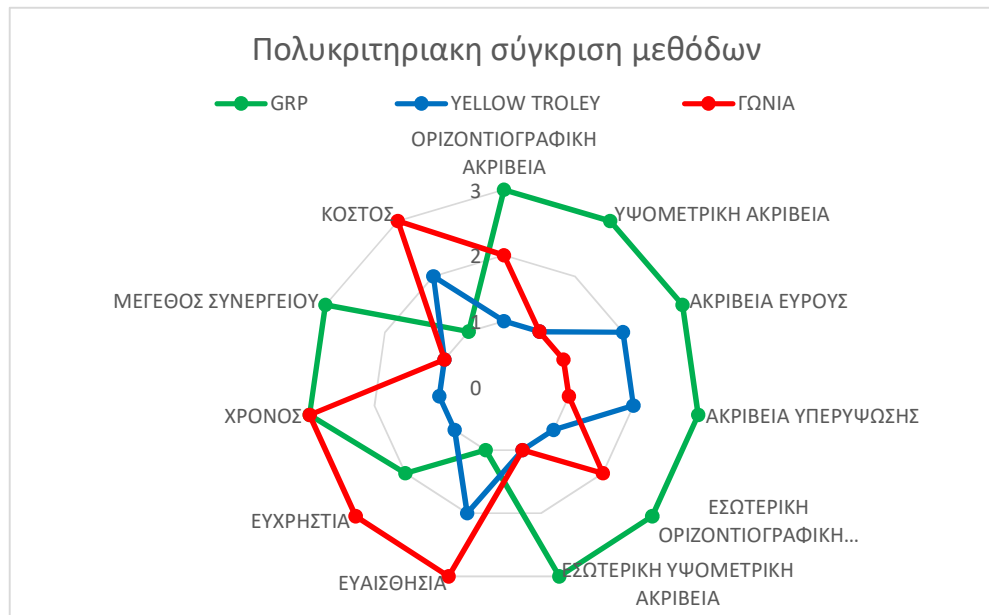 Πολυκριτηριακη σύγκριση μεθόδων
GRP
YELLOW TROLEY
ΓΩΝΙΑ
ΟΡΙΖΟΝΤΙΟΓΡΑΦΙΚΗ
ΑΚΡΙΒΕΙΑ
ΥΨΟΜΕΤΡΙΚΗ ΑΚΡΙΒΕΙΑ
ΑΚΡΙΒΕΙΑ ΕΥΡΟΥΣ
ΑΚΡΙΒΕΙΑ ΥΠΕΡΥΨΩΣΗΣ
ΕΣΩΤΕΡΙΚΗ
ΟΡΙΖΟΝΤΙΟΓΡΑΦΙΚΗ...
ΕΣΩΤΕΡΙΚΗ ΥΨΟΜΕΤΡΙΚΗ
ΑΚΡΙΒΕΙΑ
ΕΥΑΙΣΘΗΣΙΑ
ΕΥΧΡΗΣΤΙΑ
ΧΡΟΝΟΣ
ΜΕΓΕΘΟΣ ΣΥΝΕΡΓΕΙΟΥ
ΚΟΣΤΟΣ
3
2
1
0